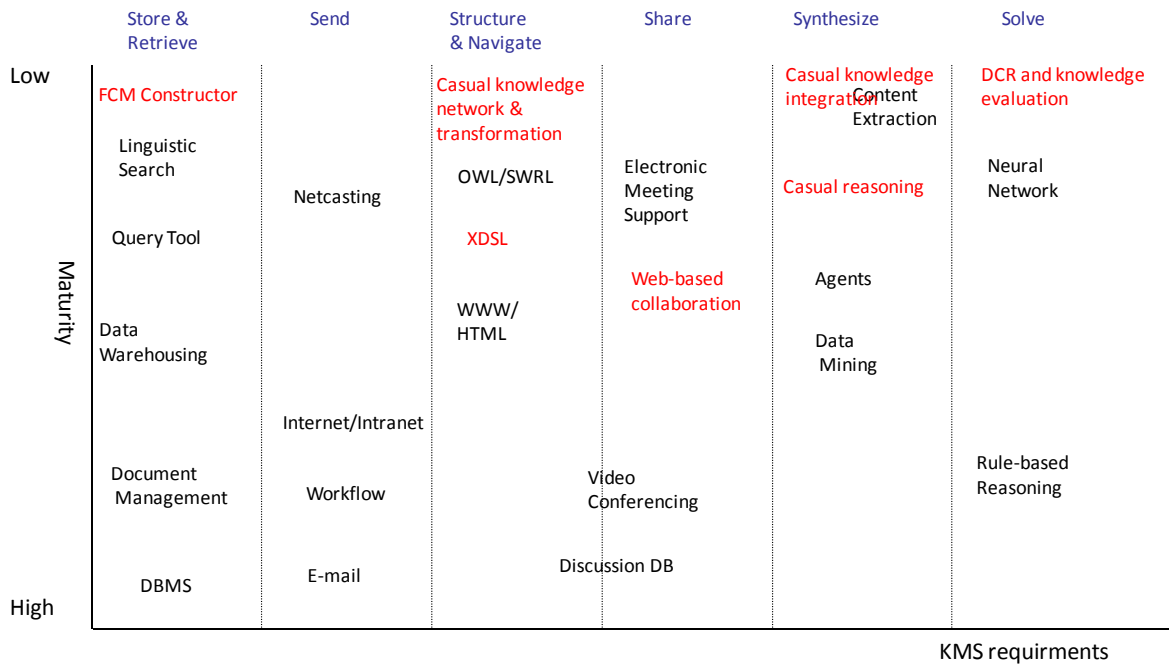 Store &
Retrieve
Send
Structure
& Navigate
Share
Synthesize
Solve
Low
Maturity
High
FCM Constructor
Linguistic
Search
Query Tool
Data
Warehousing
Document
Management
DBMS
Netcasting
Internet/Intranet
Workflow
E-mail
Casual knowledge
network &
transformation
OWL/SWRL
XDSL
WWW/
HTML
Electronic
Meeting
Support
Web-based
collaboration
Video
Conferencing
Discussion DB
Casual knowledge
integration
Content
Extraction
Casual reasoning
Agents
Data
Mining
DCR and knowledge
evaluation
Neural
Network
Rule-based
Reasoning
KMS requirments